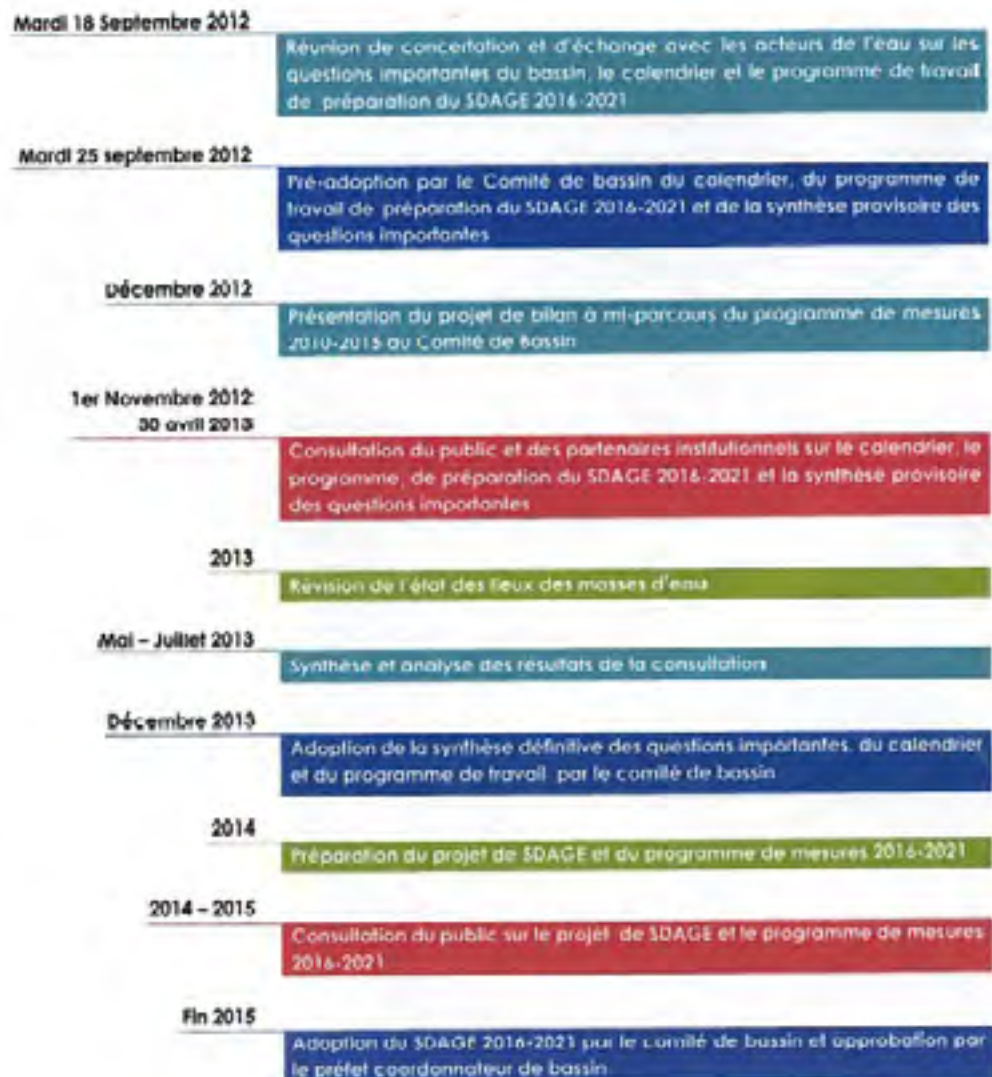 Mardi 18 Septembre 2012
Réunion de concertation et d'échange avec les acteurs de l'eau sur les
questions importantes du bassin, le calendrier et le programme de travail
de préparation du SDAGE 2016-2021
Mardi 25 septembre 2012
Pré-adoption par le Comité de bassin du calendrier, du programme de
travail de préparation du SDAGE 2016-2021 et de la synthèse provisoire des
questions importantes
Décembre 2012
Présentation du projet de bilan à mi-parcours du programme de mesures
2010-2015 au Comité de Bassin
1er Novembre 2012
30 avril 2013
Consultation du public et des partenaires institutionnels sur le calendrier, le
programme, de préparation du SDAGE 2016-2021 et la synthèse provisoire
des questions importantes
2013
Révision de l'état des lieux des masses d'eau
Mai – Juillet 2013
Synthèse et analyse des résultats de la consultation
Décembre 2013
Adoption de la synthèse définitive des questions importantes, du calendrier
et du programme de travail par le comité de bassin
2014
Préparation du projet de SDAGE et du programme de mesures 2016-2021
2014 – 2015
Consultation du public sur le projet de SDAGE et le programme de mesures
2016-2021
Fin 2015
Adoption du SDAGE 2016-2021 par le comité de bassin et approbation par
le préfet coordonnateur de bassin